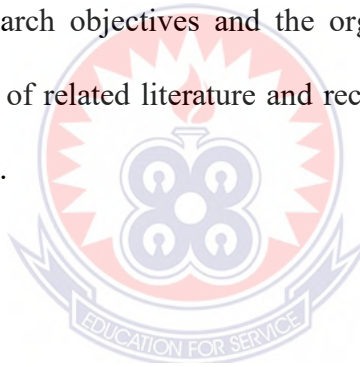 arch objectives and the org
of related literature and rec
.
EDUCATION FOR SERVICE